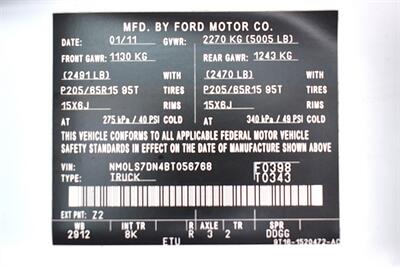 MFD. BY FORD MOTOR CO.
DATE: 01/11 GVWR: 2270 KG (5005 LB)
FRONT GAWR: 1130 KG REAR GAWR: 1243 KG
(2491 LB) WITH (2470 LB) WITH
P205/65R15 95T TIRES P205/65R15 95T TIRES
15X6J RIMS 15X6J RIMS
AT 275 kPa / 40 PSI COLD AT 340 kPa / 49 PSI COLD
THIS VEHICLE CONFORMS TO ALL APPLICABLE FEDERAL MOTOR VEHICLE
SAFETY STANDARDS IN EFFECT ON THE DATE OF MANUFACTURE SHOWN ABOVE.
VIN: NM0LS7DN4BT056768 F0398
TYPE: TRUCK T0343
EXT PNT: Z2
WB INT TR R AXLE TR SPR
2912 8K R 3 2 DDGG
ETU 9T16-1520472-AC